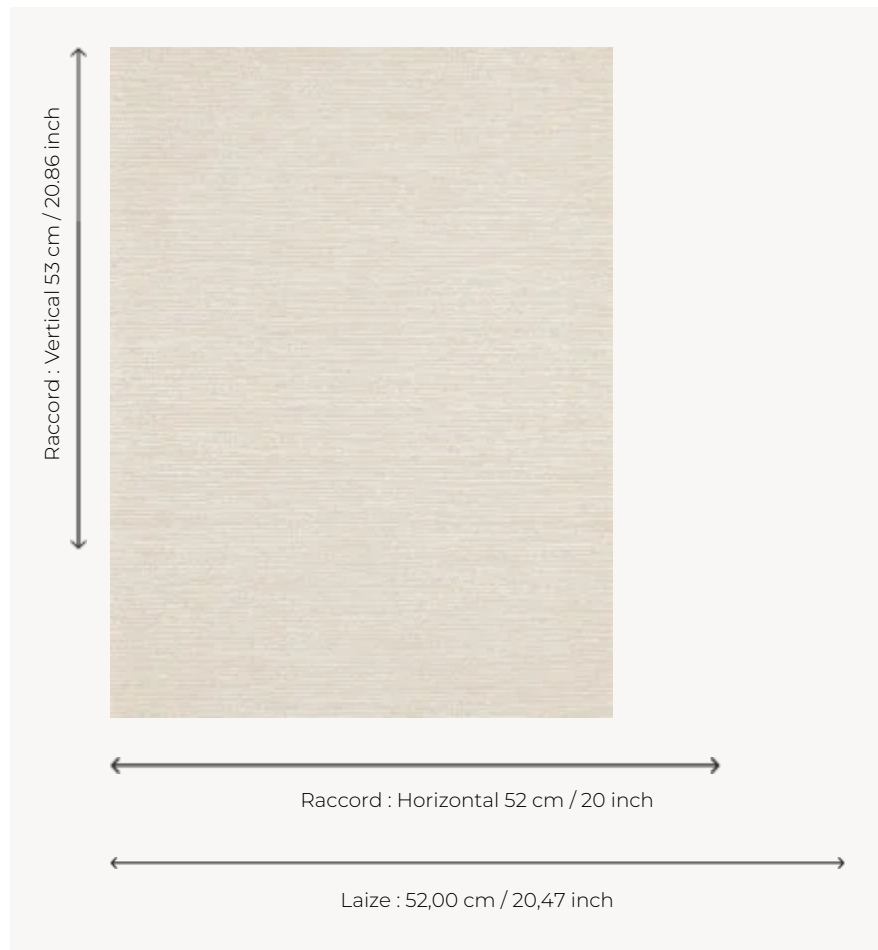 Raccord : Vertical 53 cm / 20.86 inch
Raccord : Horizontal 52 cm / 20 inch
Laize : 52,00 cm / 20,47 inch